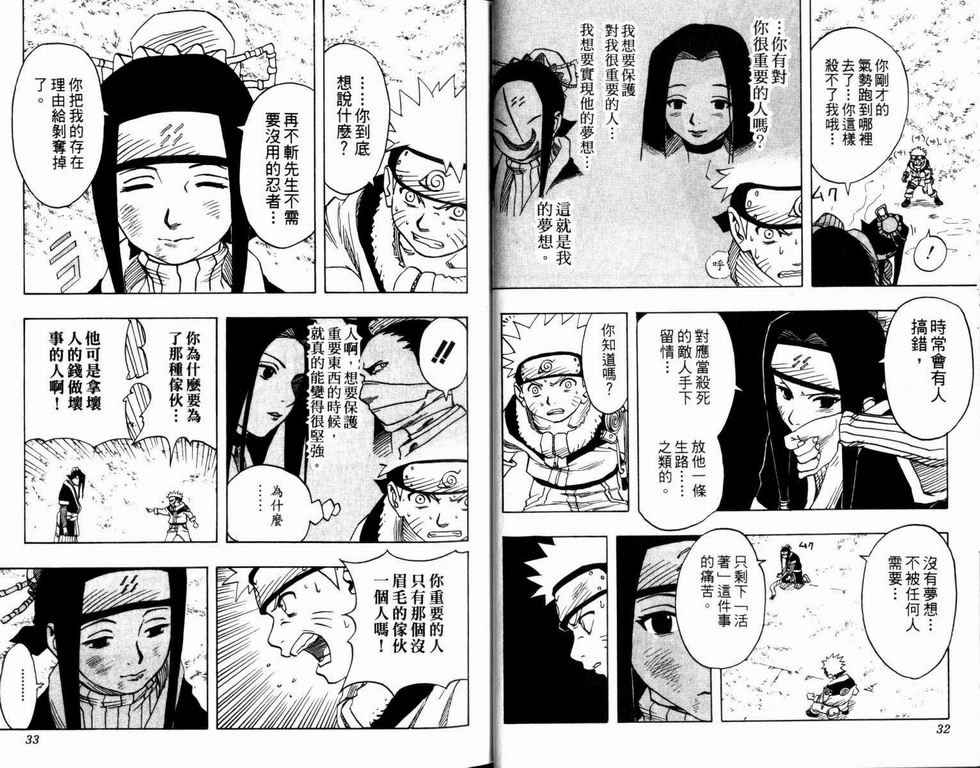 你剛才的
氣勢跑到哪裡
去了…你這樣
殺不了我哦…
！
…你有對
你很重要的人嗎？
我想要保護
對我很重要的人…
我想要實現他的夢想…
這就是我
的夢想。
呼
時常會有人
搞錯，
對應當殺死
的敵人手下
留情…
放他一條
生路……
之類的。
你知道嗎？
沒有夢想…
不被任何人
需要…
只剩下「活
著」這件事
的痛苦。
32
……你到底
想說什麼？
再不斬先生不需
要沒用的忍者…
你把我的存在
理由給剝奪掉
了。
!!
人啊，想要保護
重要東西的時候，
就真的能變得很堅強。
為什麼
……
你為什麼要為
了那種傢伙…
他可是拿壞
人的錢做壞
事的人啊！
你重要的人
只有那個沒
眉毛的傢伙
一個人嗎！
………
33